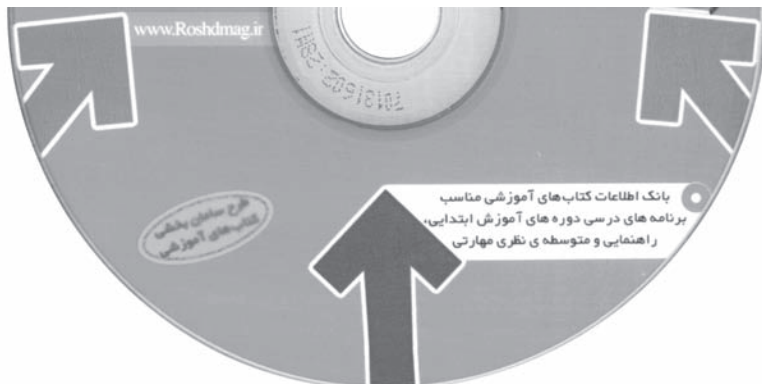 www.Roshdmag.ir
بانک اطلاعات کتاب‌های آموزشی مناسب
برنامه های درسی دوره های آموزش ابتدایی،
راهنمایی و متوسطه ی نظری مهارتی
طرح سامان بخشی
کتاب‌های آموزشی